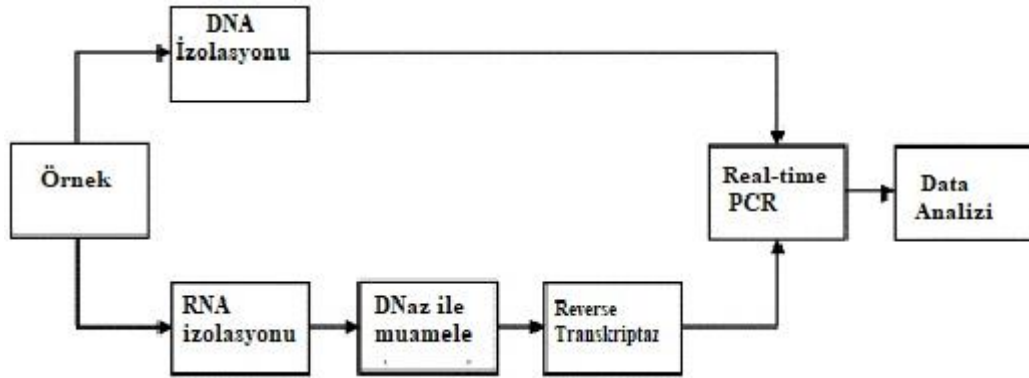 DNA
İzolasyonu
Örnek
Real-time
PCR
Data
Analizi
RNA
izolasyonu
DNaz ile
muamele
Reverse
Transkriptaz